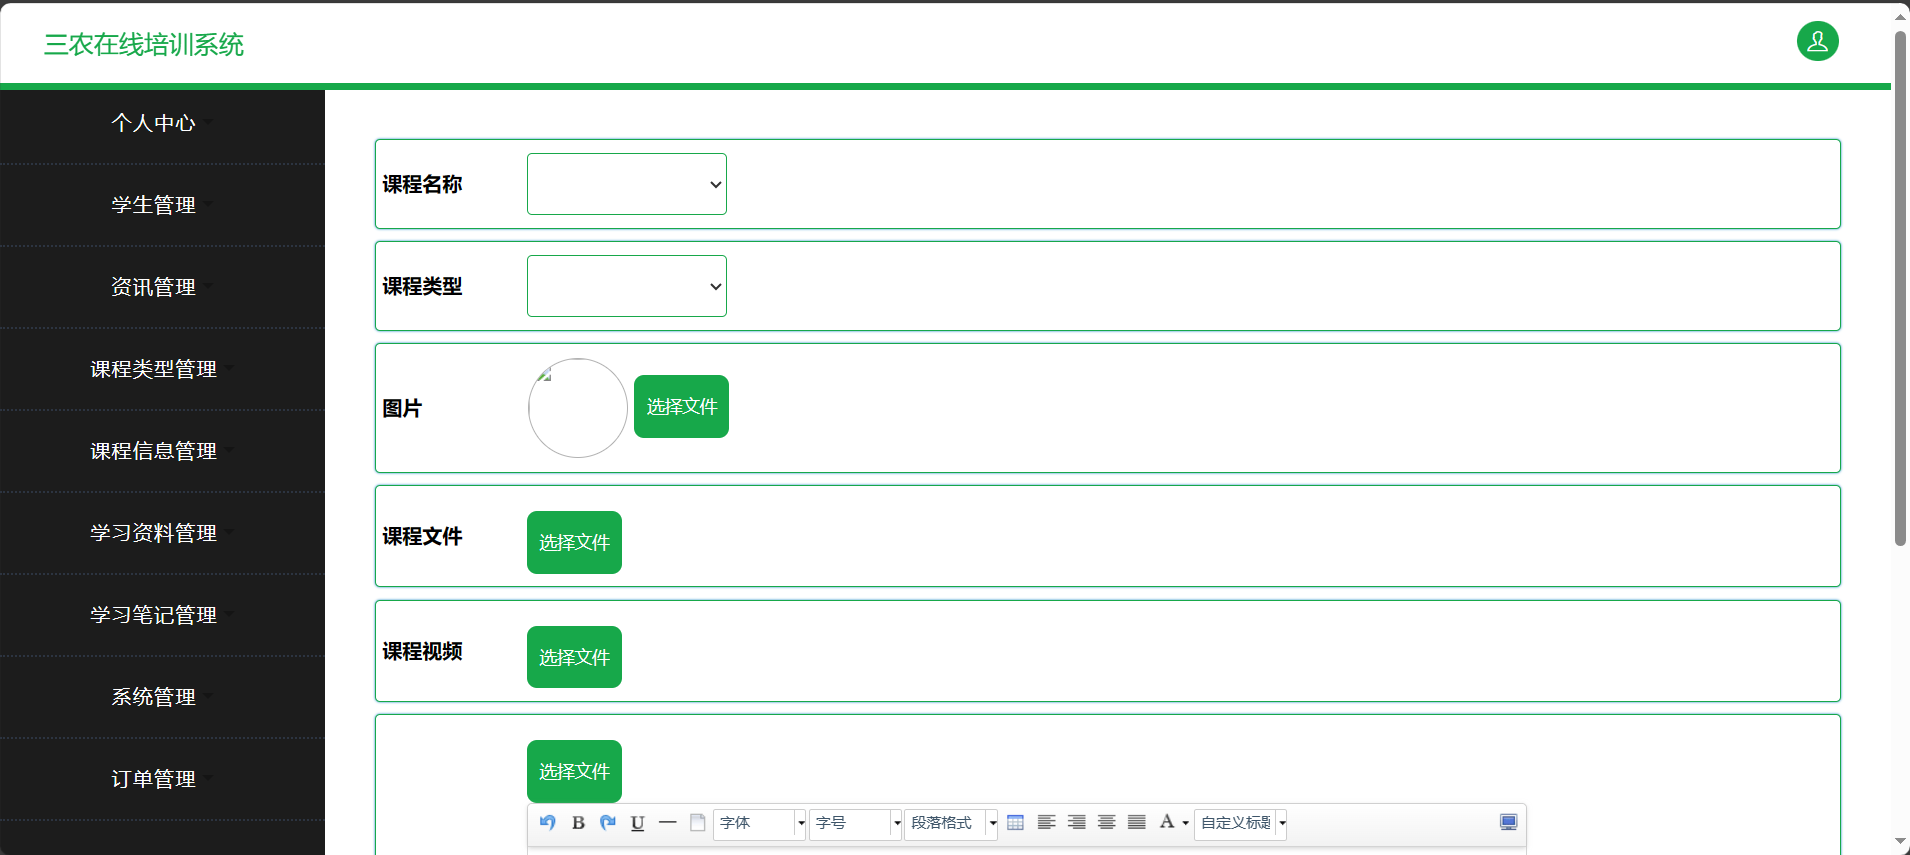 三农在线培训系统
个人中心
学生管理
资讯管理
课程类型管理
课程信息管理
学习资料管理
学习笔记管理
系统管理
订单管理
课程名称
课程类型
图片
选择文件
课程文件
选择文件
课程视频
选择文件
选择文件
B U 字体 字号 段落格式 A 自定义标题